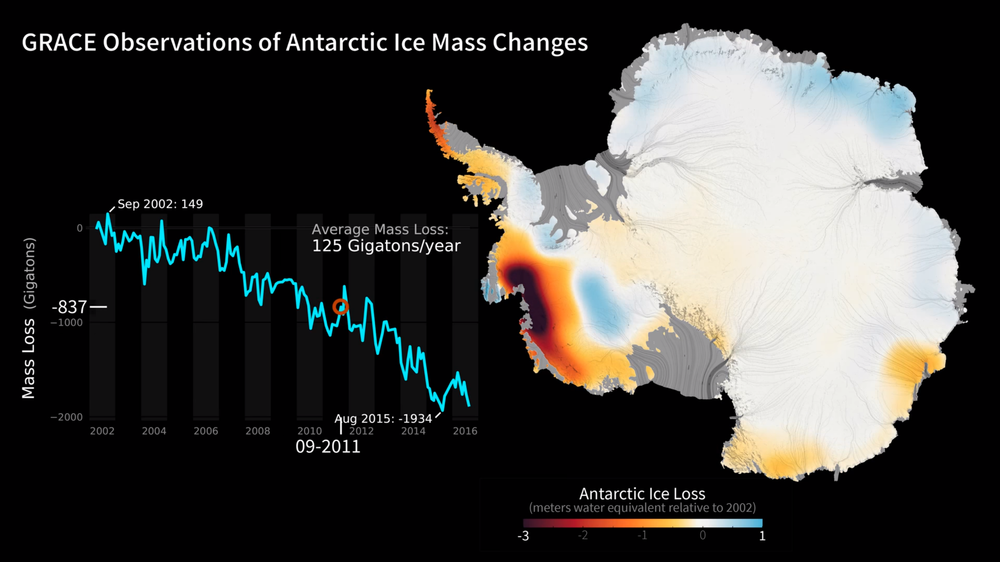 GRACE Observations of Antarctic Ice Mass Changes
Sep 2002: 149
Average Mass Loss:
125 Gigatons/year
Mass Loss (Gigatons)
0
-837
−1000
−2000
Aug 2015: -1934
2002 2004 2006 2008 2010 2012 2014 2016
09-2011
Antarctic Ice Loss
(meters water equivalent relative to 2002)
-3 -2 -1 0 1